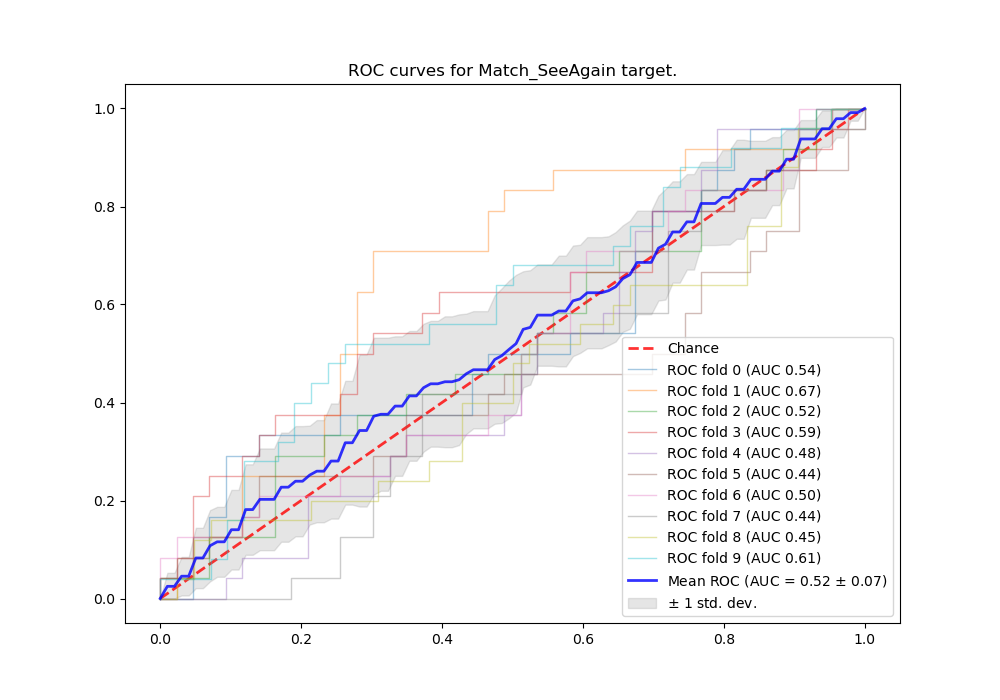 ROC curves for Match_SeeAgain target.
1.0
0.8
0.6
0.4
0.2
0.0
Chance
ROC fold 0 (AUC 0.54)
ROC fold 1 (AUC 0.67)
ROC fold 2 (AUC 0.52)
ROC fold 3 (AUC 0.59)
ROC fold 4 (AUC 0.48)
ROC fold 5 (AUC 0.44)
ROC fold 6 (AUC 0.50)
ROC fold 7 (AUC 0.44)
ROC fold 8 (AUC 0.45)
ROC fold 9 (AUC 0.61)
Mean ROC (AUC = 0.52 ± 0.07)
± 1 std. dev.
0.0 0.2 0.4 0.6 0.8 1.0